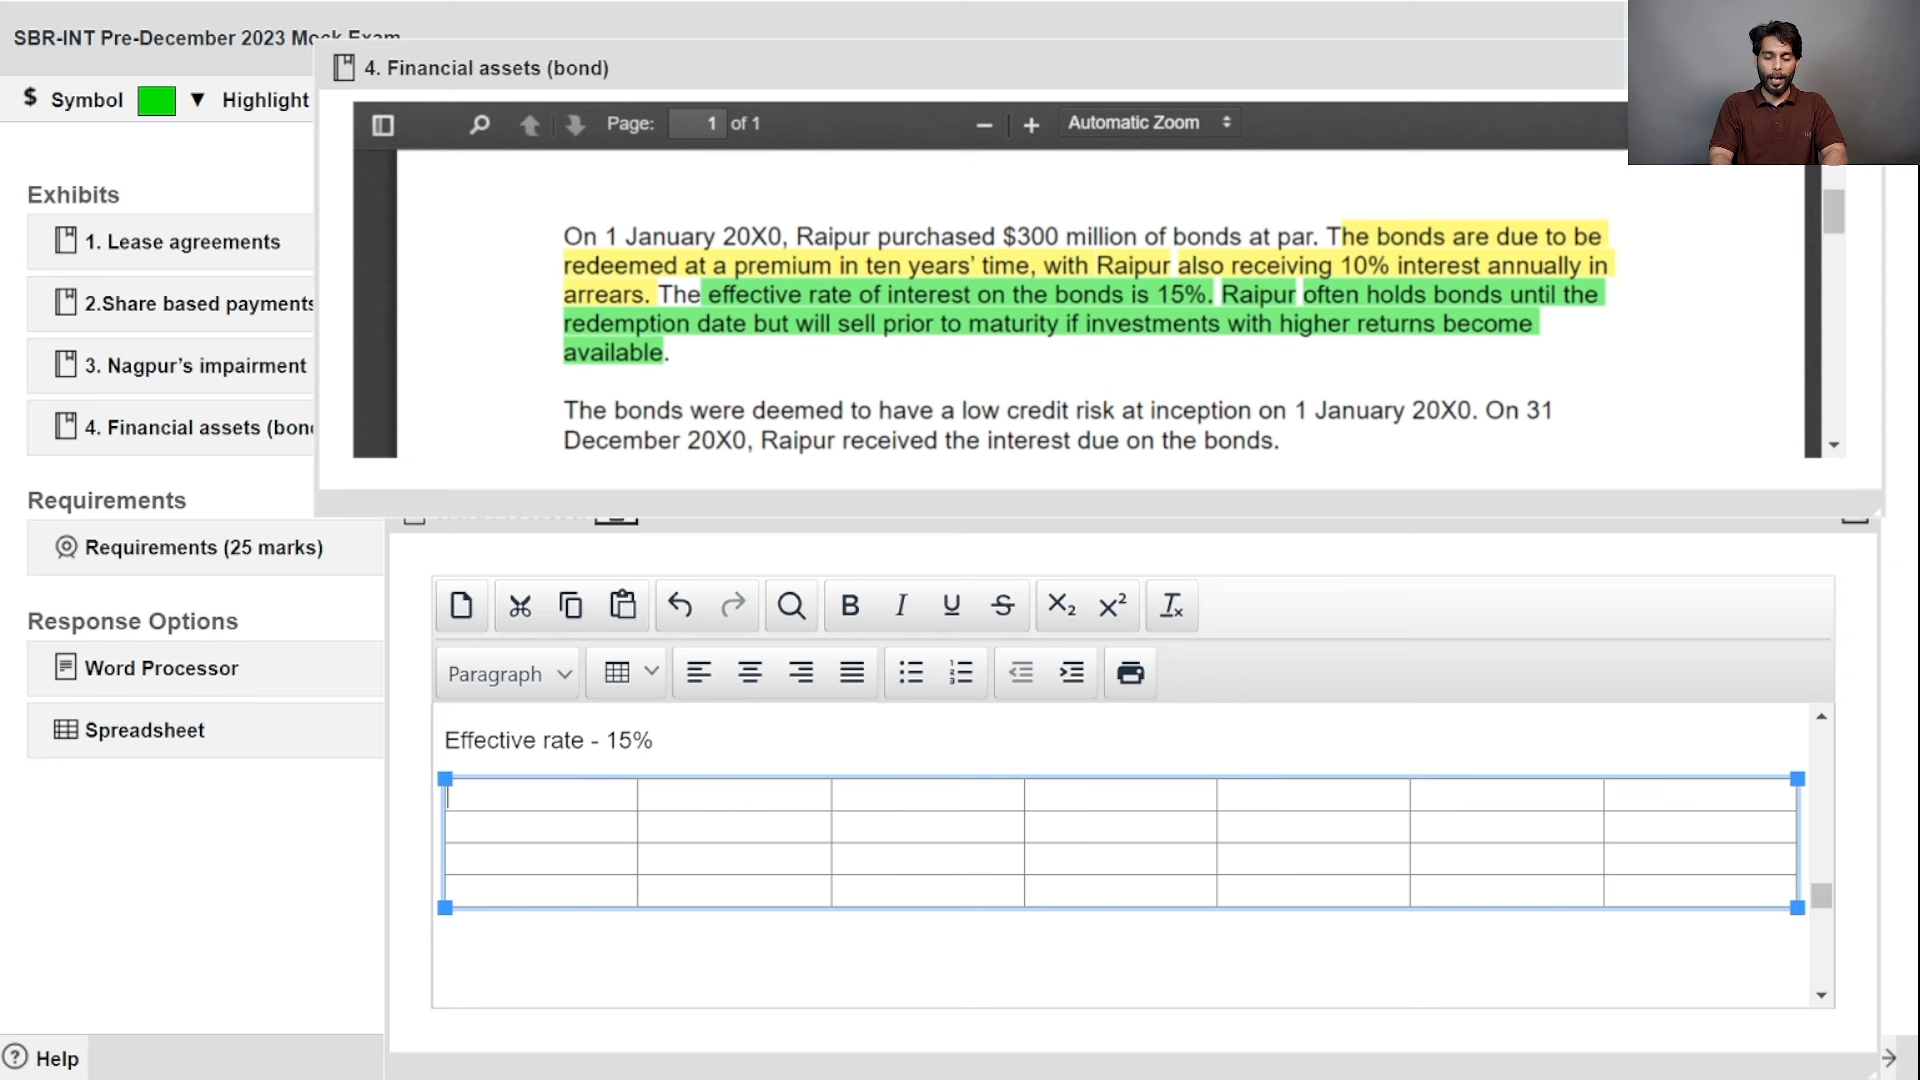 SBR-INT Pre-December 2023 Mock Exam
4. Financial assets (bond)
$ Symbol ▼ Highlight
Page: 1 of 1
Automatic Zoom
Exhibits
1. Lease agreements
2.Share based payments
3. Nagpur's impairment
4. Financial assets (bon
On 1 January 20X0, Raipur purchased $300 million of bonds at par. The bonds are due to be
redeemed at a premium in ten years' time, with Raipur also receiving 10% interest annually in
arrears. The effective rate of interest on the bonds is 15%. Raipur often holds bonds until the
redemption date but will sell prior to maturity if investments with higher returns become
available.
The bonds were deemed to have a low credit risk at inception on 1 January 20X0. On 31
December 20X0, Raipur received the interest due on the bonds.
Requirements
Requirements (25 marks)
Response Options
Word Processor
Spreadsheet
B I U S X₂ X² Tx
Paragraph
Effective rate - 15%
Help